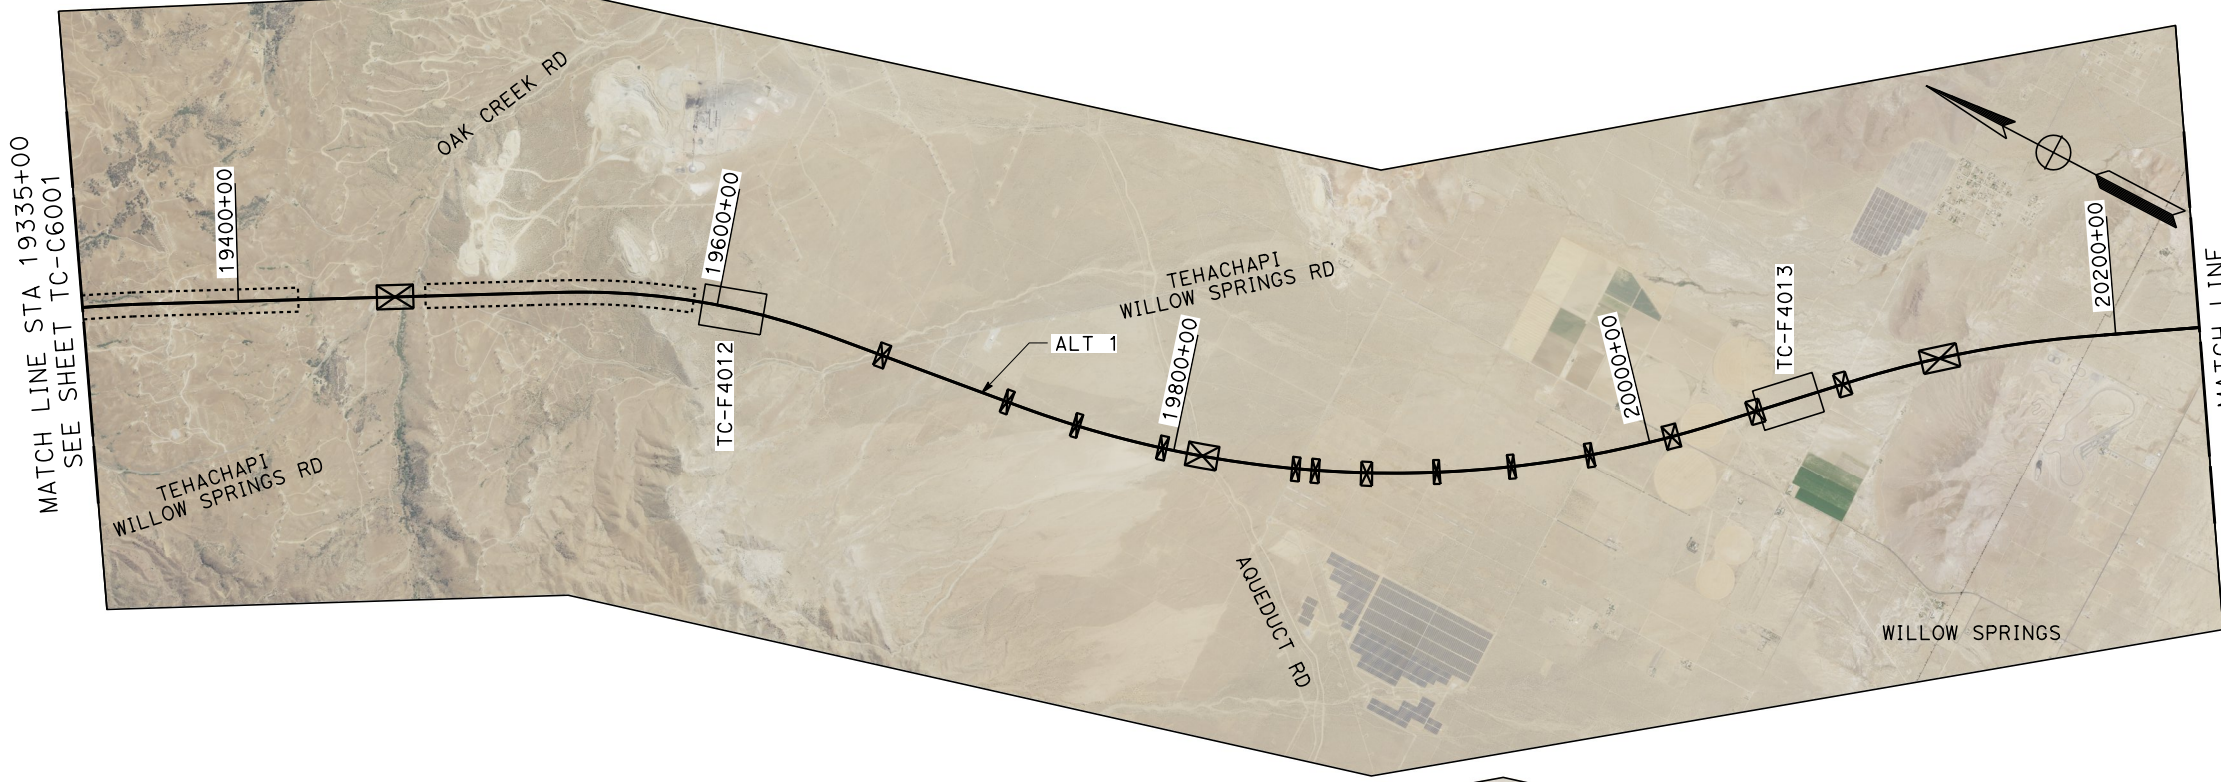 MATCH LINE STA 19335+00
SEE SHEET TC-C6001
19400+00
OAK CREEK RD
TEHACHAPI
WILLOW SPRINGS RD
19600+00
TC-F4012
ALT 1
TEHACHAPI
WILLOW SPRINGS RD
19800+00
AQUEDUCT RD
20000+00
TC-F4013
WILLOW SPRINGS
20200+00
MATCH LINE